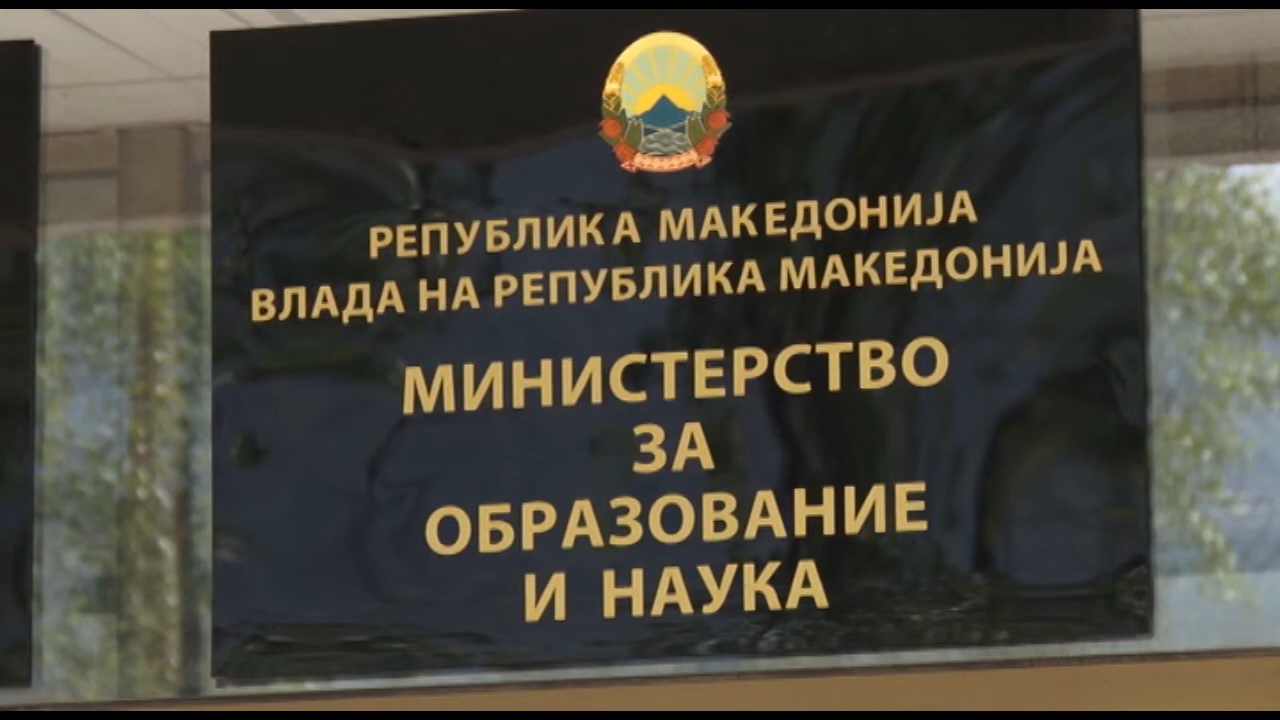 РЕПУБЛИКА МАКЕДОНИЈА
ВЛАДА НА РЕПУБЛИКА МАКЕДОНИЈА
МИНИСТЕРСТВО
ЗА
ОБРАЗОВАНИЕ
И НАУКА